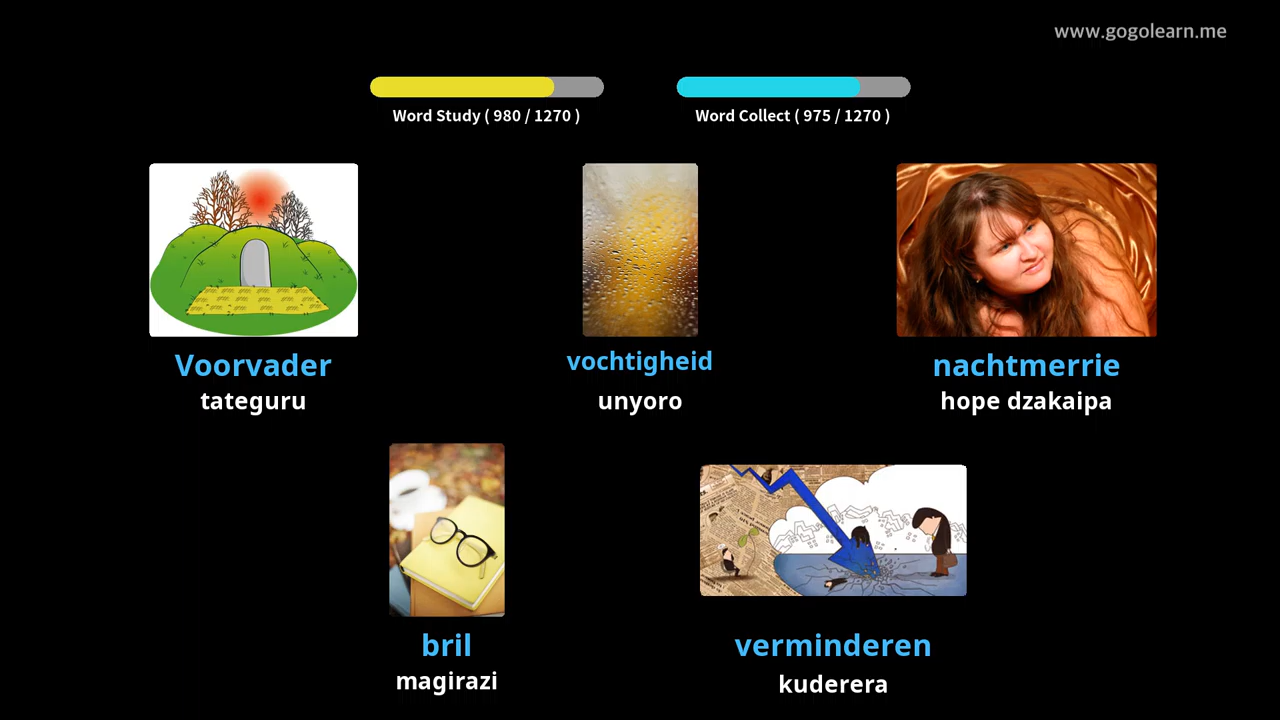 www.gogolearn.me
Word Study ( 980 / 1270 )
Word Collect ( 975 / 1270 )
Voorvader
tateguru
vochtigheid
unyoro
nachtmerrie
hope dzakaipa
bril
magirazi
verminderen
kuderera